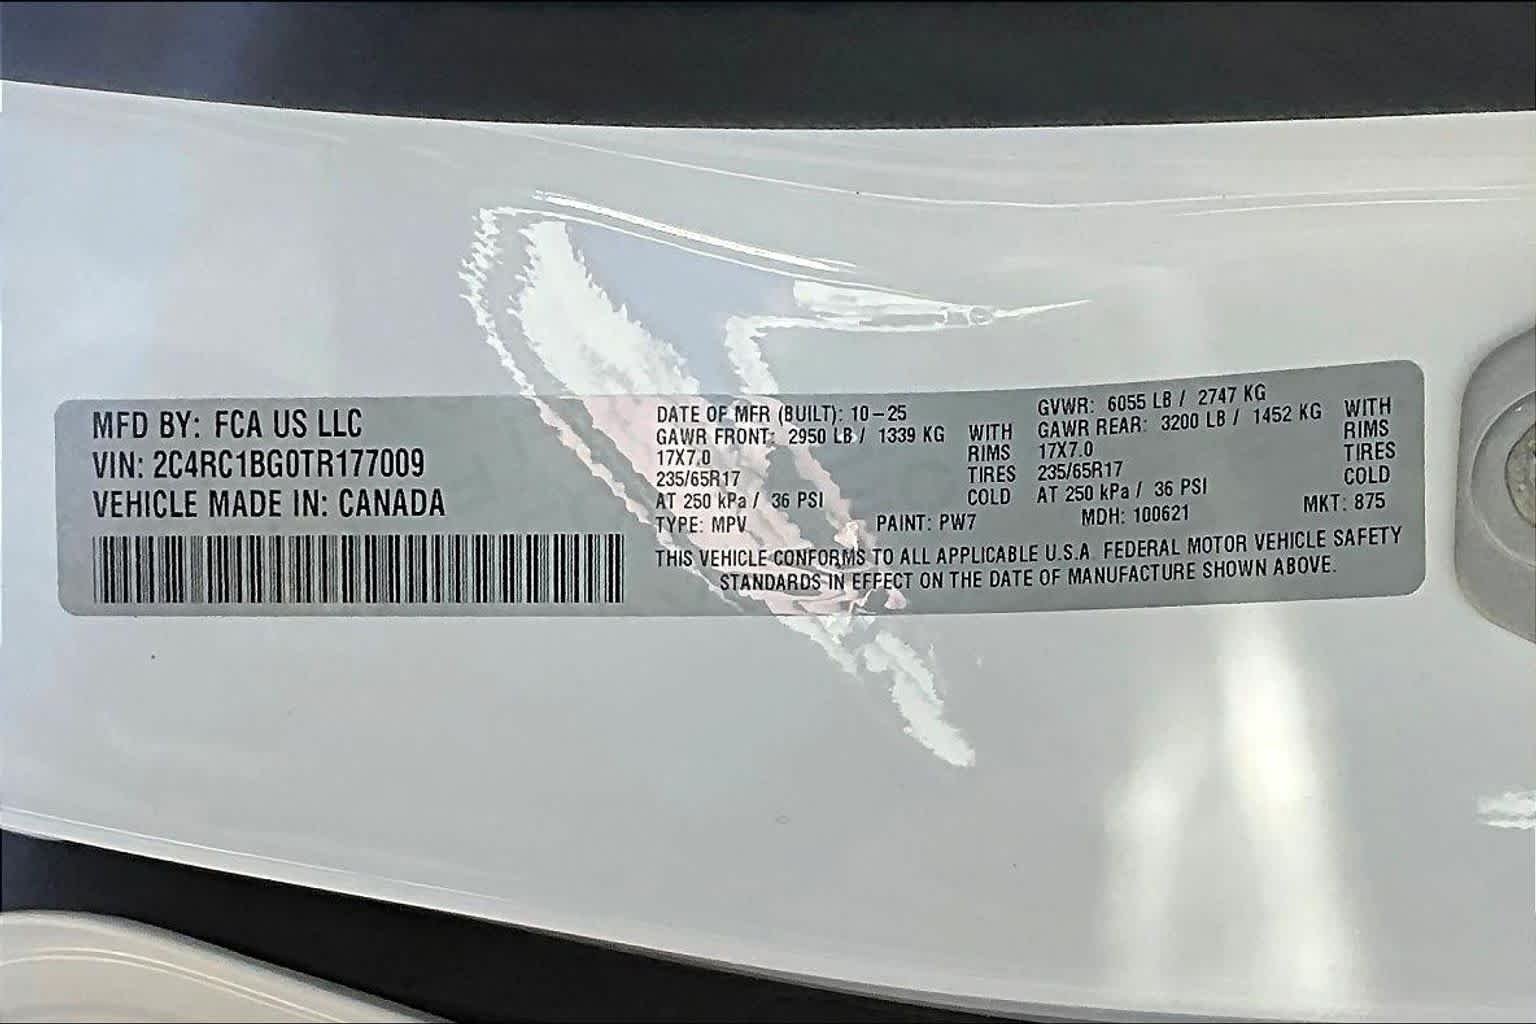 MFD BY: FCA US LLC
VIN: 2C4RC1BG0TR177009
VEHICLE MADE IN: CANADA
DATE OF MFR (BUILT): 10-25
GAWR FRONT: 2950 LB / 1339 KG WITH
17X7.0 RIMS
235/65R17 TIRES
AT 250 kPa / 36 PSI COLD
TYPE: MPV PAINT: PW7
GVWR: 6055 LB / 2747 KG
GAWR REAR: 3200 LB / 1452 KG WITH
17X7.0 RIMS
235/65R17 TIRES
AT 250 kPa / 36 PSI COLD
MDH: 100621 MKT: 875
THIS VEHICLE CONFORMS TO ALL APPLICABLE U.S.A. FEDERAL MOTOR VEHICLE SAFETY
STANDARDS IN EFFECT ON THE DATE OF MANUFACTURE SHOWN ABOVE.